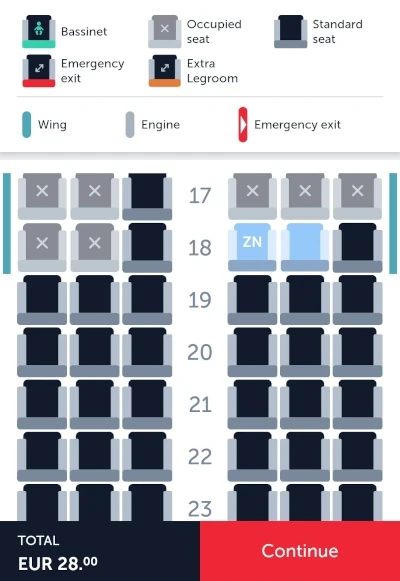 Bassinet
Occupied
seat
Standard
seat
Emergency
exit
Extra
Legroom
Wing
Engine
Emergency exit
17
18
ZN
19
20
21
22
23
TOTAL
EUR 28.00
Continue